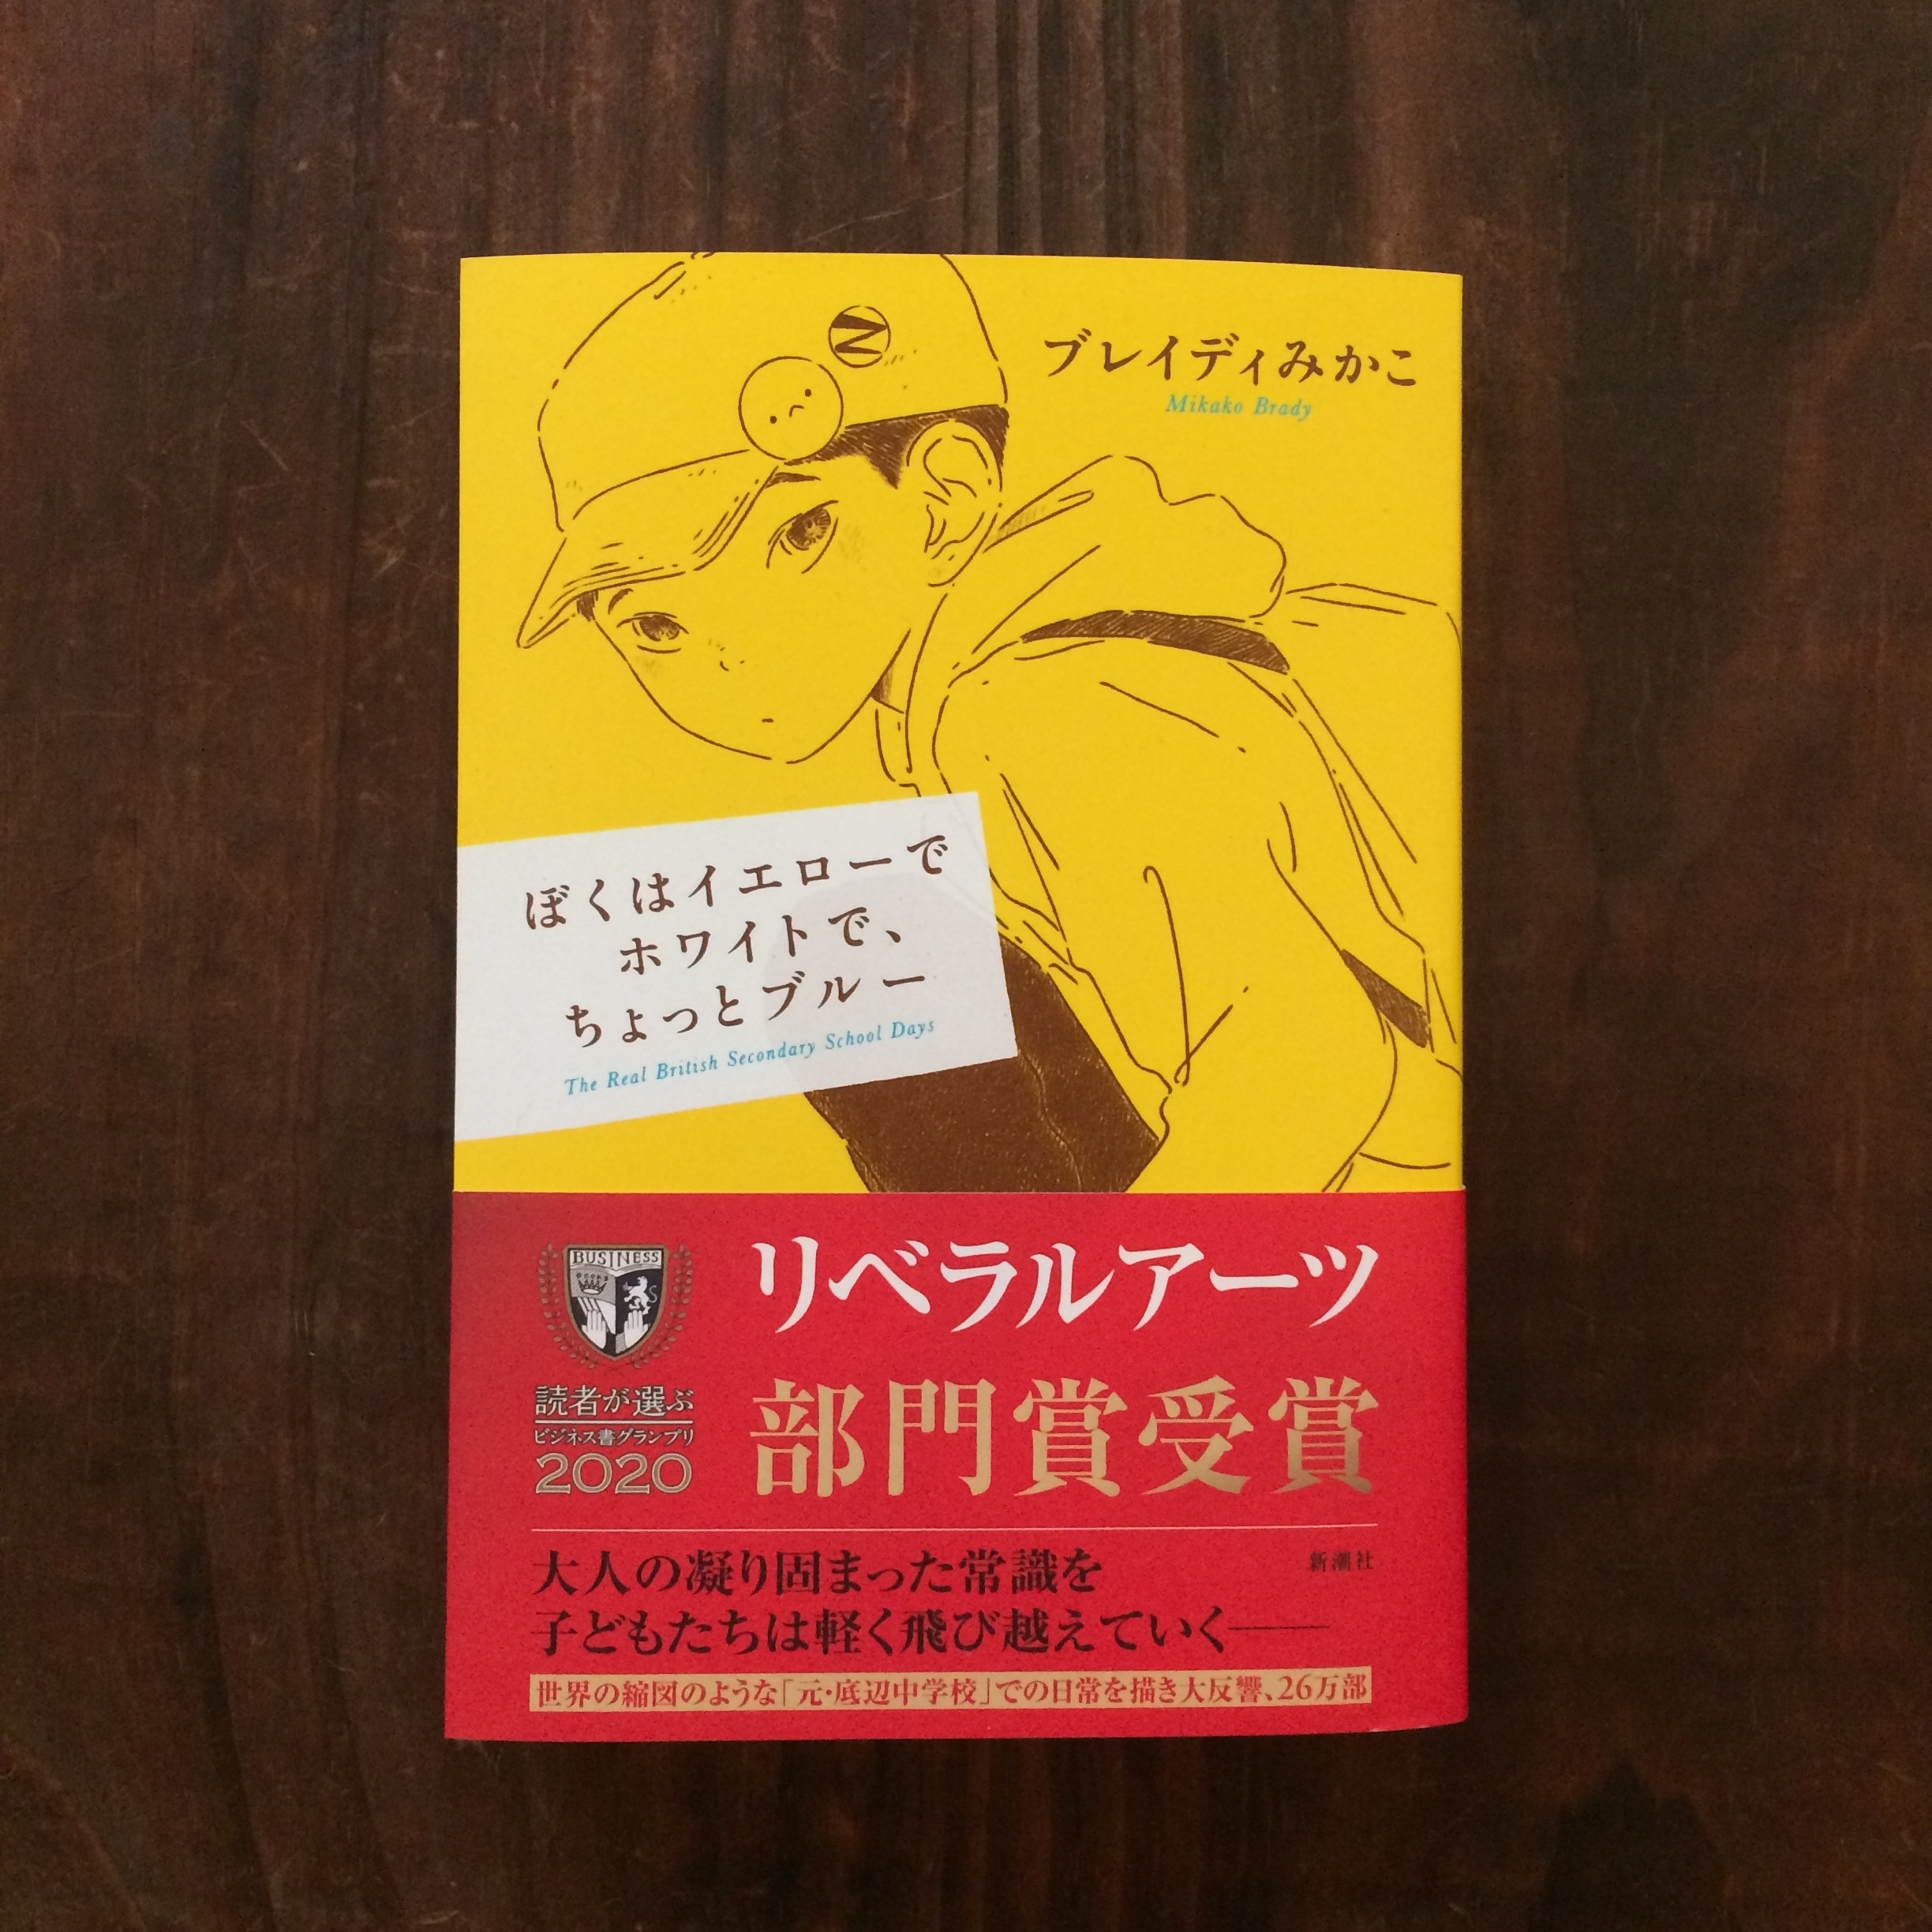 N
ブレイディみかこ
Mikako Brady
ぼくはイエローで
ホワイトで、
ちょっとブルー
The Real British Secondary School Days
BUSINESS
読者が選ぶ
ビジネス書グランプリ
2020
リベラルアーツ
部門賞受賞
大人の凝り固まった常識を
子どもたちは軽く飛び越えていく——
新潮社
世界の縮図のような「元・底辺中学校」での日常を描き大反響、26万部